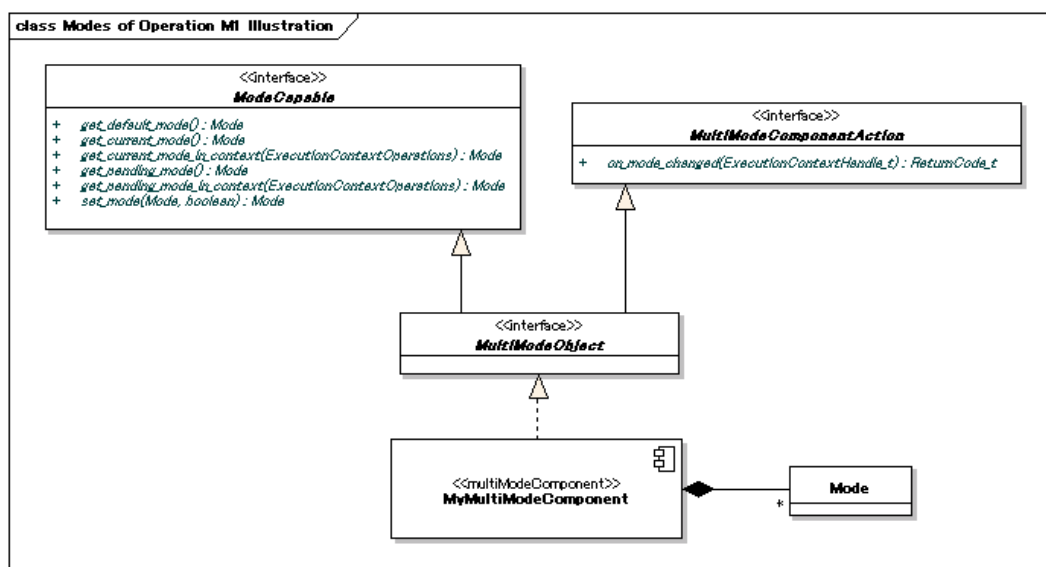 class Modes of Operation M1 Illustration
<<interface>>
ModeCapable
+ get_default_mode() : Mode
+ get_current_mode() : Mode
+ get_current_mode_in_context(ExecutionContextOperations) : Mode
+ get_pending_mode() : Mode
+ get_pending_mode_in_context(ExecutionContextOperations) : Mode
+ set_mode(Mode, boolean) : Mode
<<interface>>
MultiModeComponentAction
+ on_mode_changed(ExecutionContextHandle_t) : ReturnCode_t
<<interface>>
MultiModeObject
<<multiModeComponent>>
MyMultiModeComponent
Mode
*